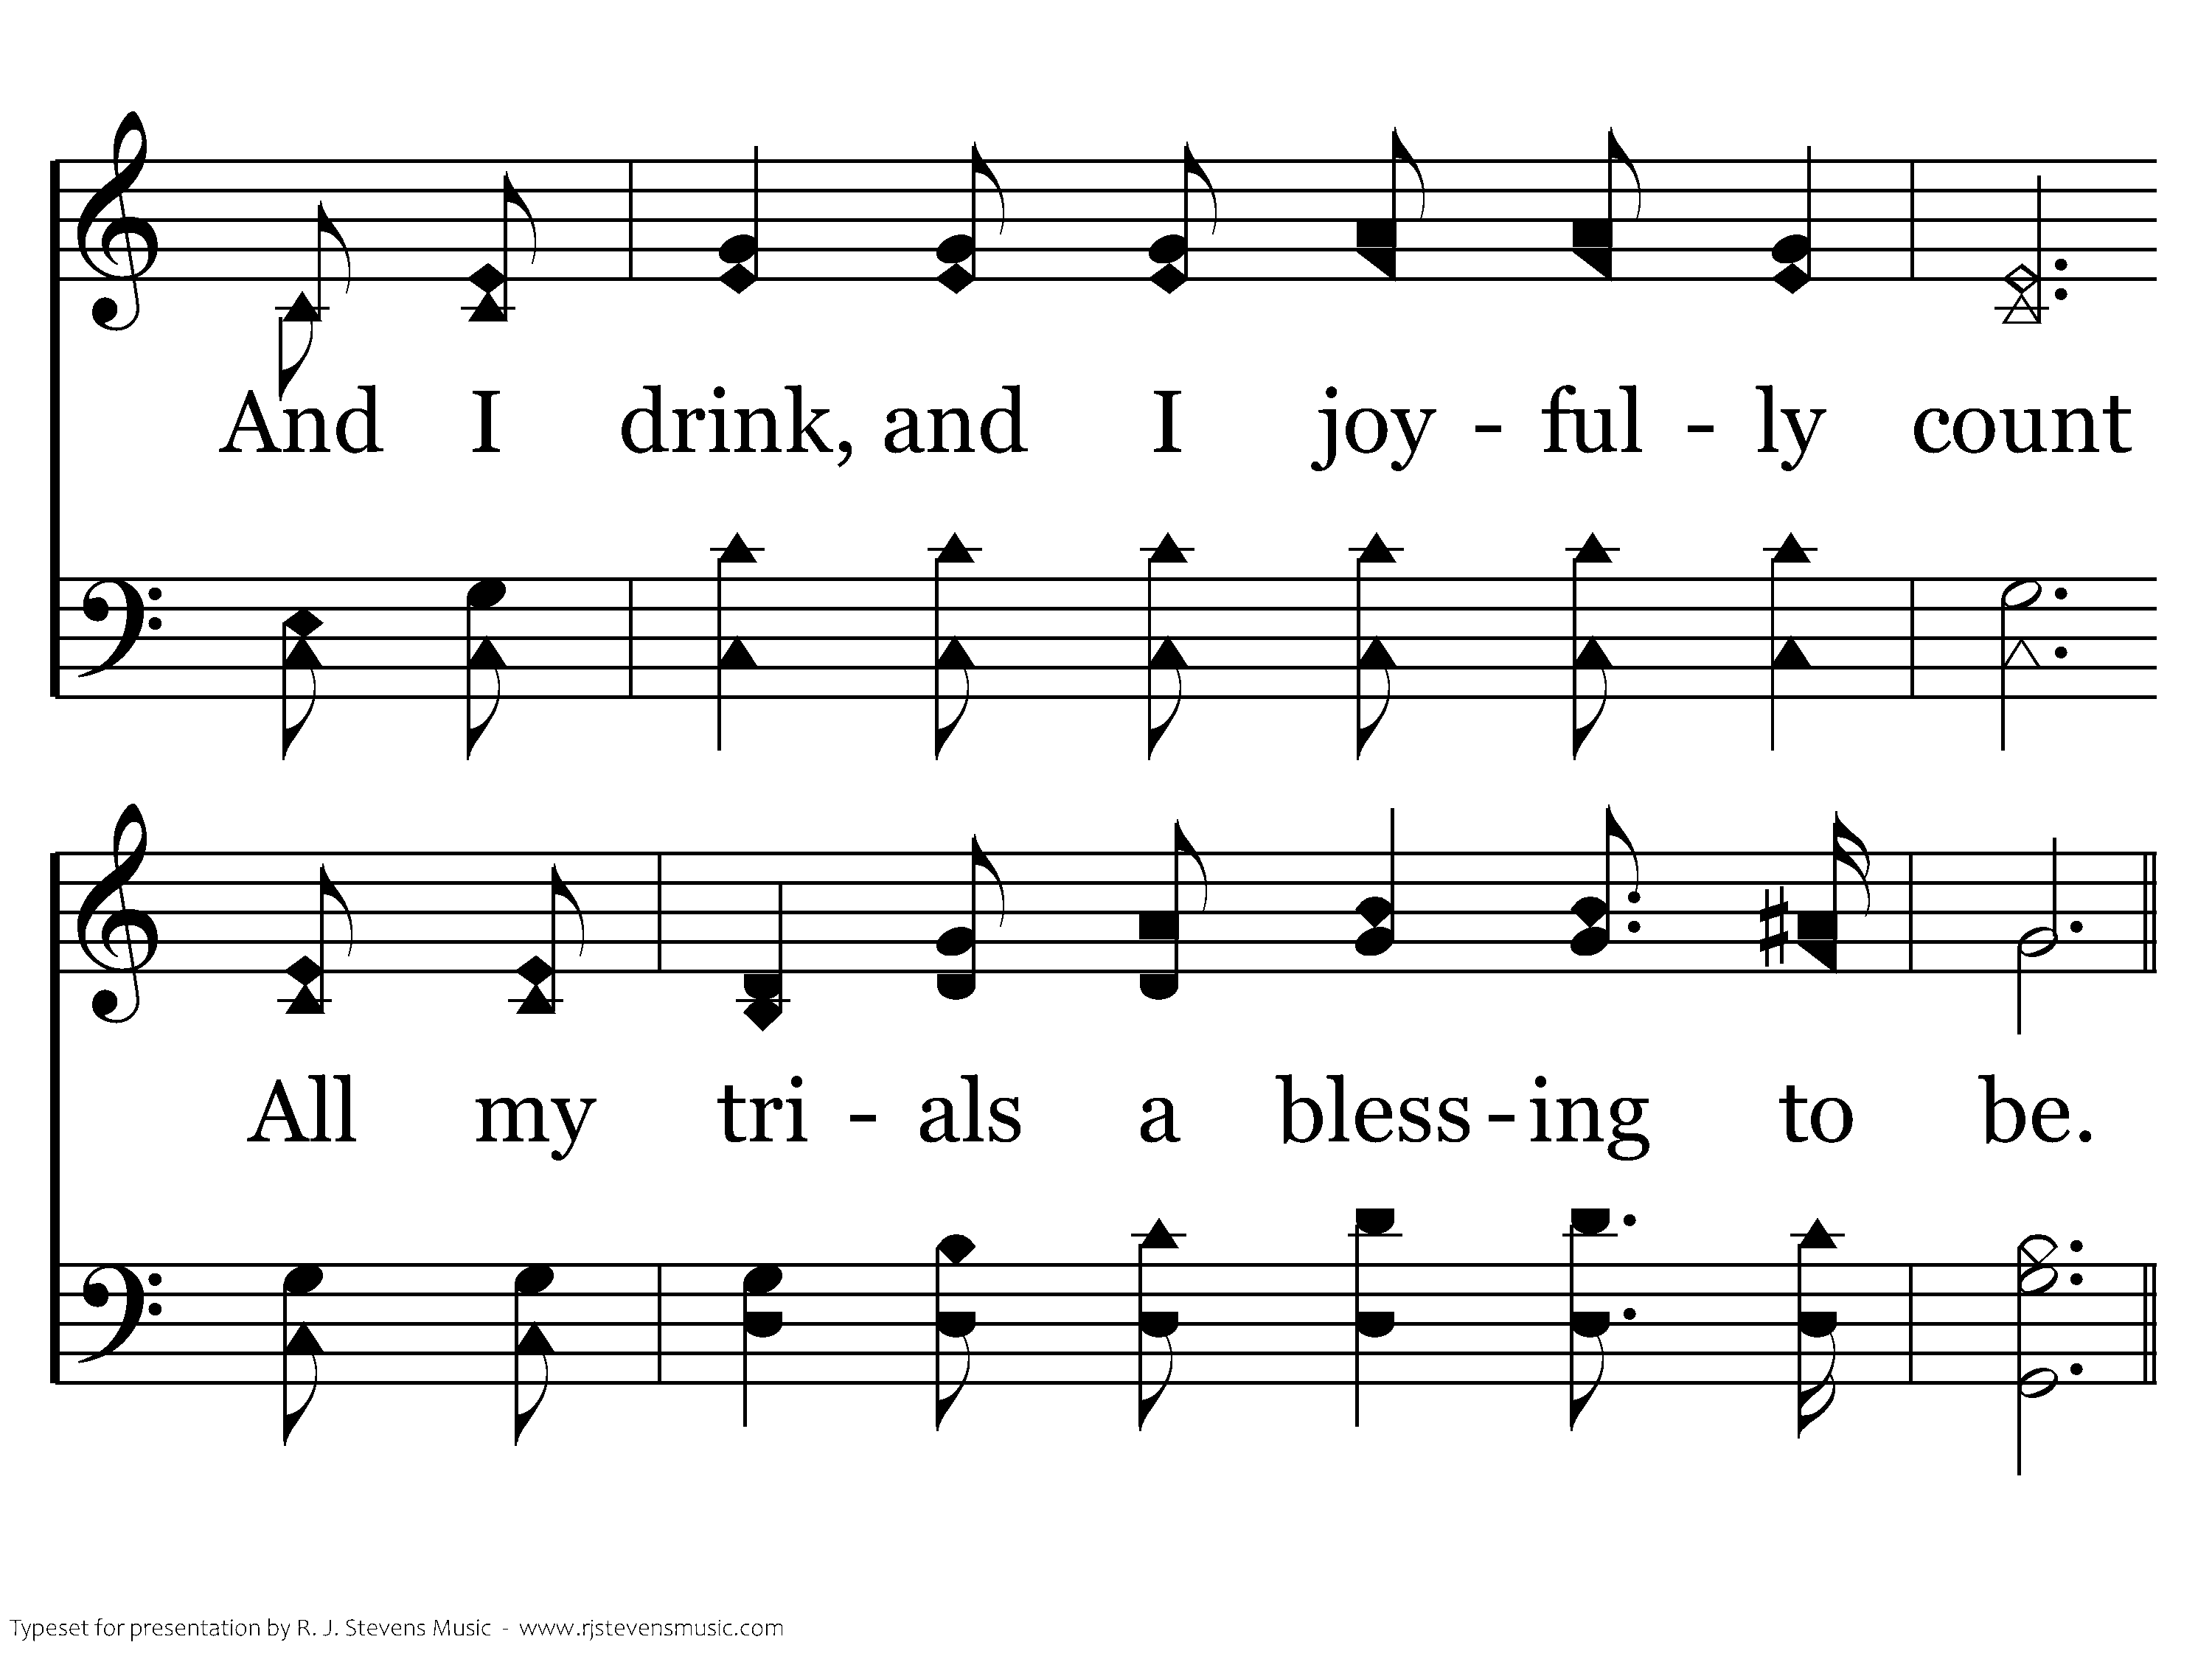 And I drink, and I joy - ful - ly count
All my tri - als a bless - ing to be.
Typeset for presentation by R. J. Stevens Music - www.rjstevensmusic.com